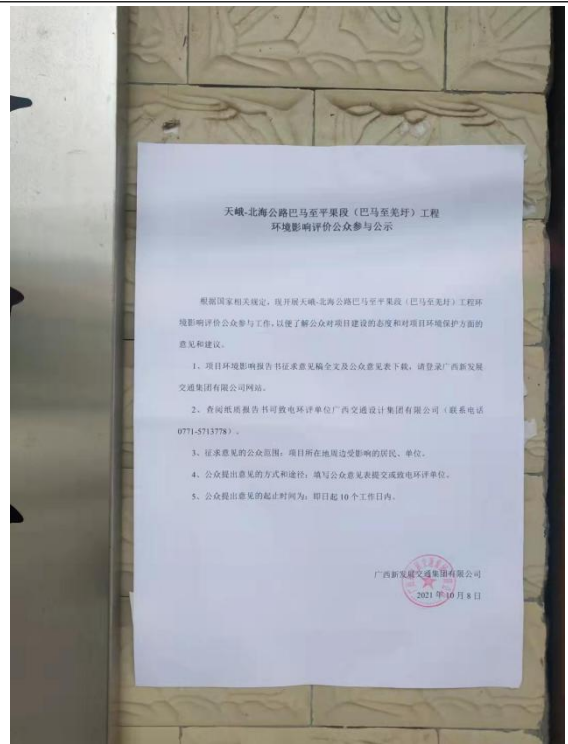 天峨-北海公路巴马至平果段（巴马至羌圩）工程
环境影响评价公众参与公示
根据国家相关规定，现开展天峨-北海公路巴马至平果段（巴马至羌圩）工程环
境影响评价公众参与工作，以便了解公众对项目建设的态度和对项目环境保护方面的
意见和建议。
1、项目环境影响报告书征求意见稿全文及公众意见表下载，请登录广西新发展
交通集团有限公司网站。
2、查阅纸质报告书可致电环评单位广西交通设计集团有限公司（联系电话
0771-5713778）。
3、征求意见的公众范围：项目所在地周边受影响的居民、单位。
4、公众提出意见的方式和途径：填写公众意见表提交或致电环评单位。
5、公众提出意见的起止时间为：即日起 10 个工作日内。
广西新发展交通集团有限公司
2021 年 10 月 8 日